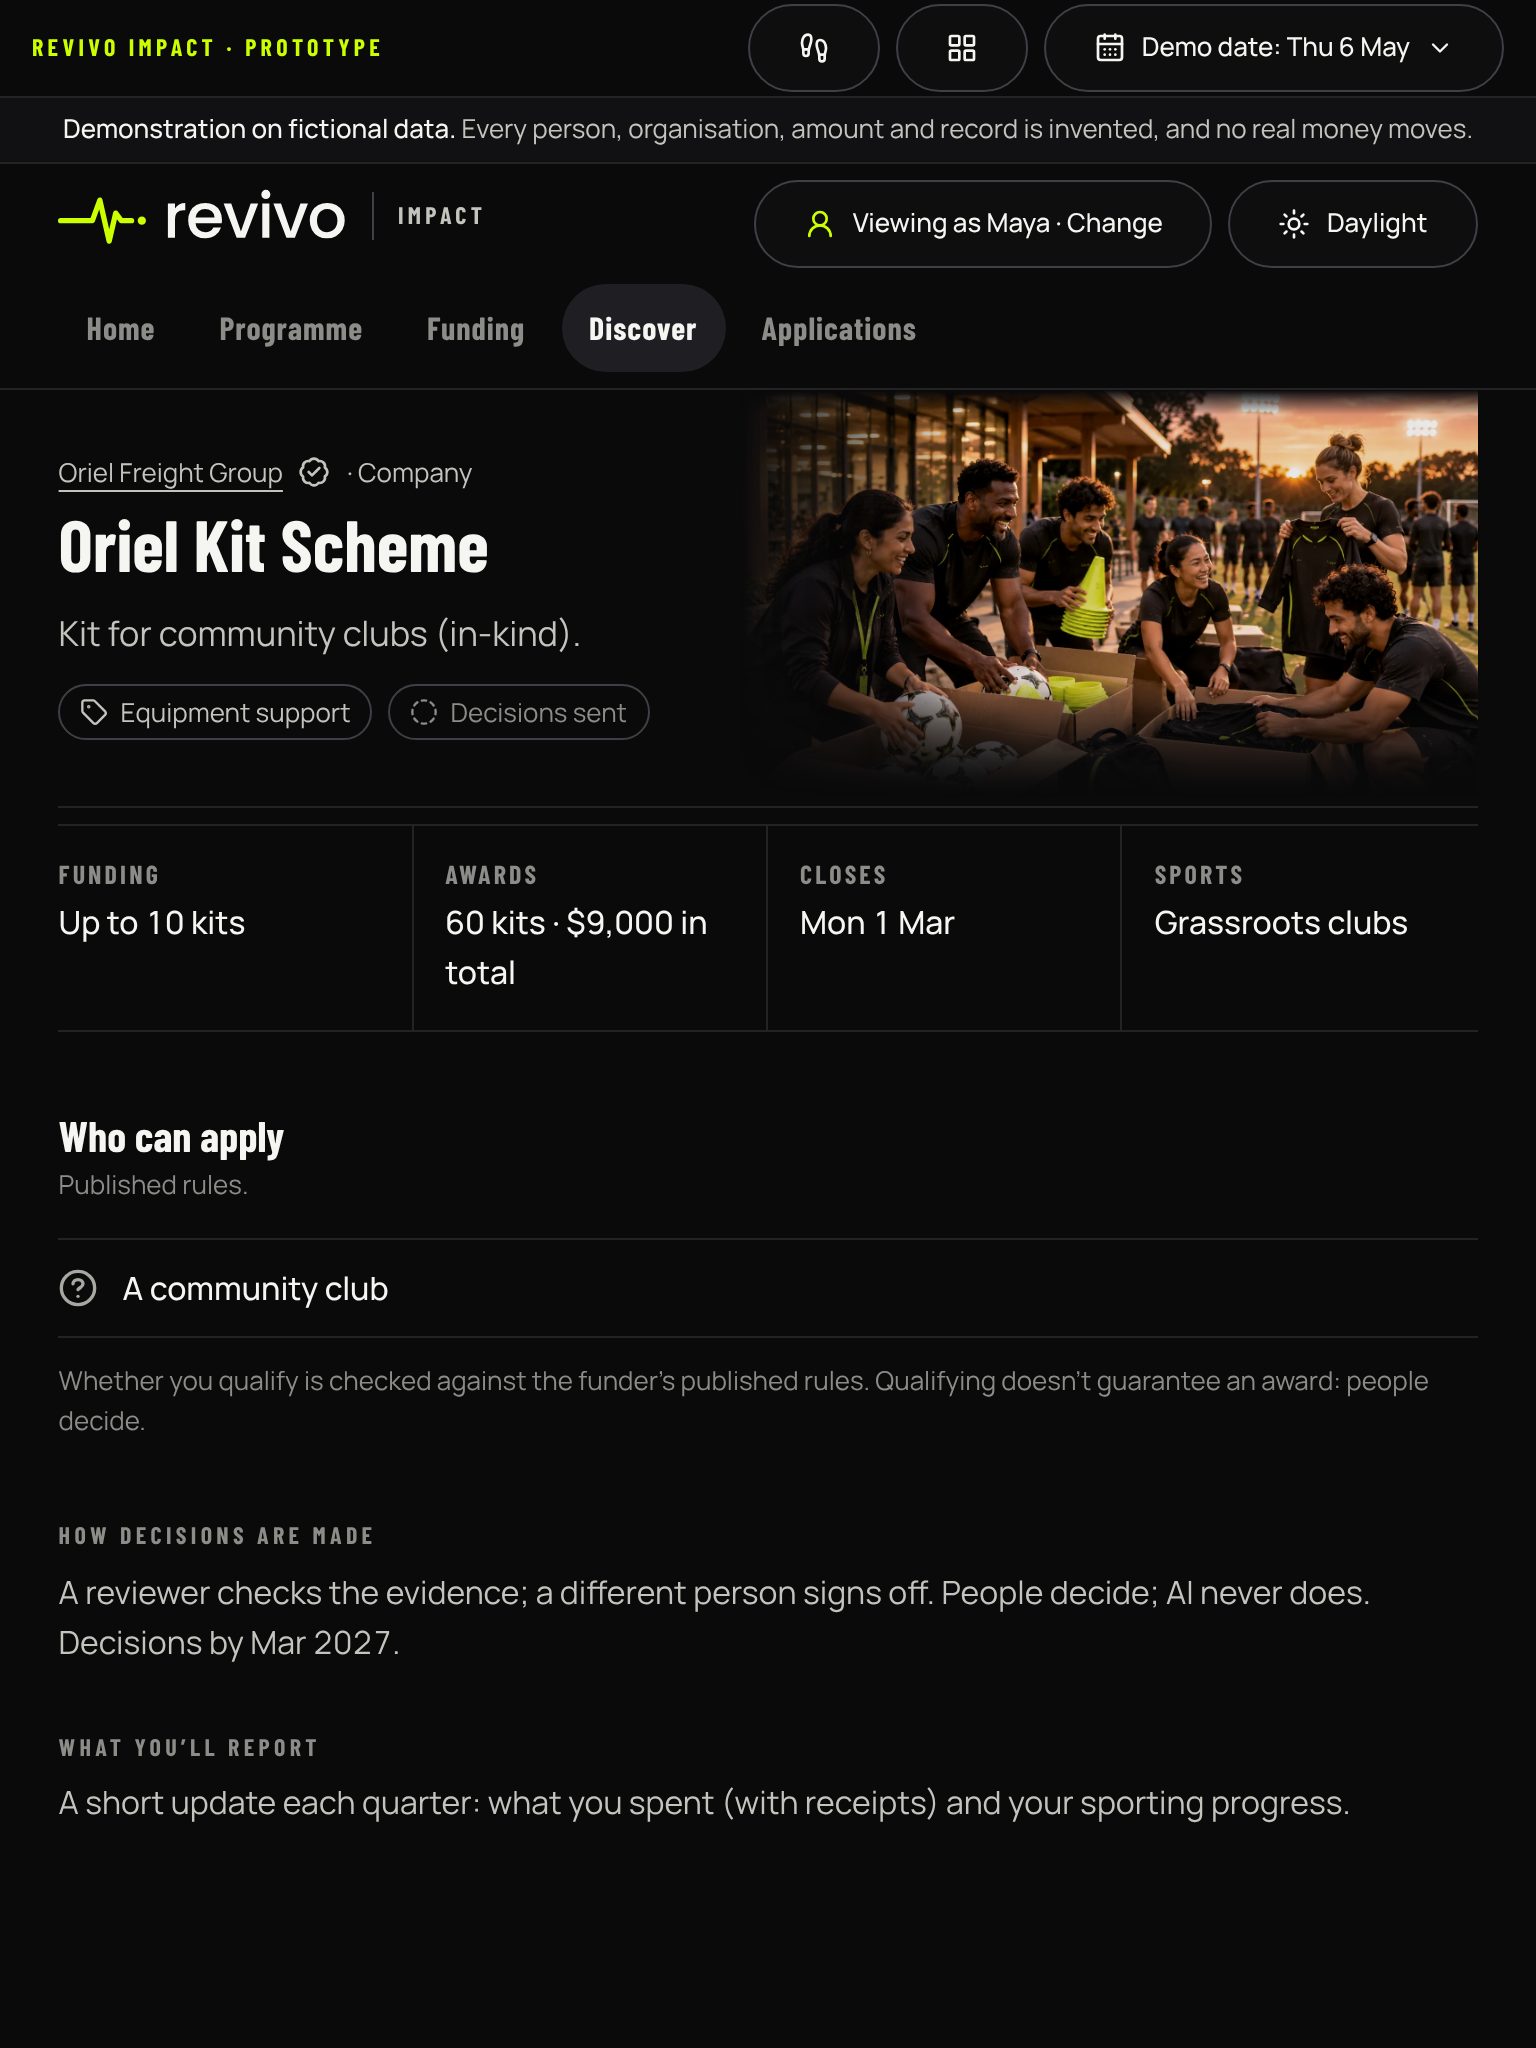 REVIVO IMPACT · PROTOTYPE
Demo date: Thu 6 May
Demonstration on fictional data. Every person, organisation, amount and record is invented, and no real money moves.
revivo IMPACT
Viewing as Maya · Change
Daylight
Home Programme Funding Discover Applications
Oriel Freight Group · Company
Oriel Kit Scheme
Kit for community clubs (in-kind).
Equipment support
Decisions sent
FUNDING
Up to 10 kits
AWARDS
60 kits · $9,000 in
total
CLOSES
Mon 1 Mar
SPORTS
Grassroots clubs
Who can apply
Published rules.
A community club
Whether you qualify is checked against the funder’s published rules. Qualifying doesn’t guarantee an award: people
decide.
HOW DECISIONS ARE MADE
A reviewer checks the evidence; a different person signs off. People decide; AI never does.
Decisions by Mar 2027.
WHAT YOU’LL REPORT
A short update each quarter: what you spent (with receipts) and your sporting progress.